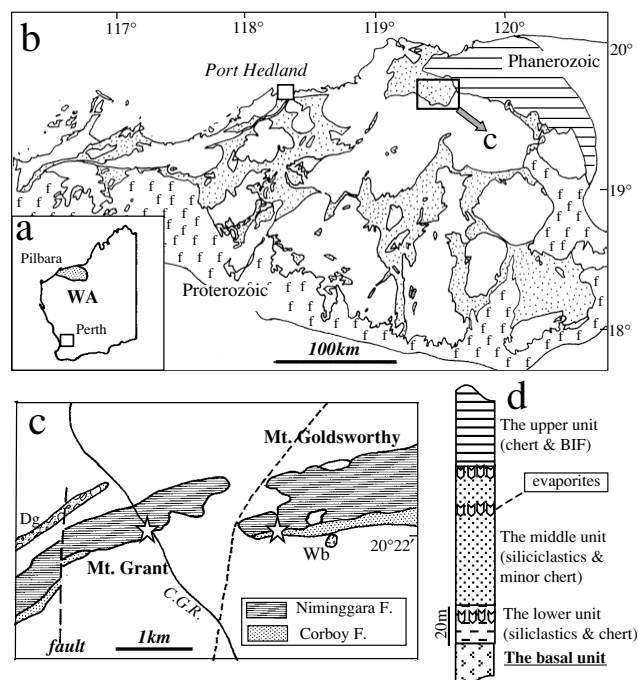 117° 118° 119° 120°
b
20°
Port Hedland
Phanerozoic
c
19°
a
Pilbara
WA
Perth
Proterozoic
18°
100km
c
Mt. Goldsworthy
Dg
Mt. Grant
Wb
20°22'
C.G.R.
fault
1km
Niminggara F.
Corboy F.
d
The upper unit
(chert & BIF)
evaporites
The middle unit
(siliciclastics &
minor chert)
20m
The lower unit
(siliclastics & chert)
The basal unit